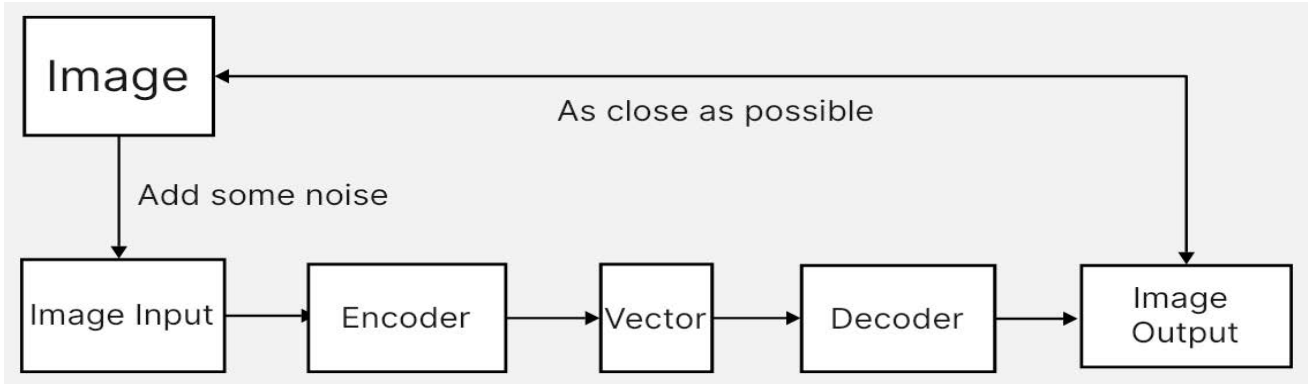 Image
As close as possible
Add some noise
Image Input
Encoder
Vector
Decoder
Image
Output